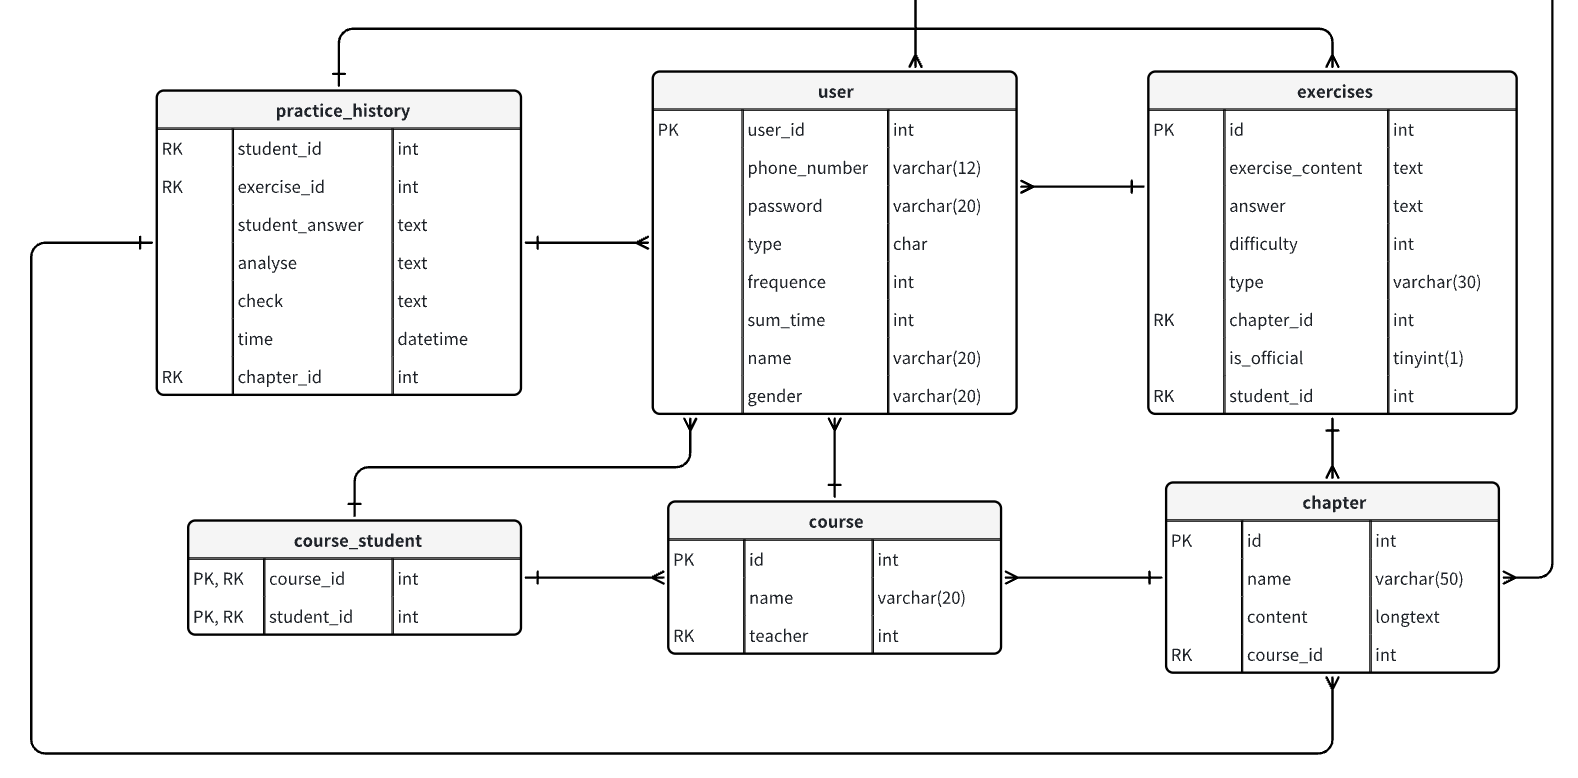 practice_history
RK student_id int
RK exercise_id int
student_answer text
analyse text
check text
time datetime
RK chapter_id int
user
PK user_id int
phone_number varchar(12)
password varchar(20)
type char
frequence int
sum_time int
name varchar(20)
gender varchar(20)
exercises
PK id int
exercise_content text
answer text
difficulty int
type varchar(30)
RK chapter_id int
is_official tinyint(1)
RK student_id int
course_student
PK, RK course_id int
PK, RK student_id int
course
PK id int
name varchar(20)
RK teacher int
chapter
PK id int
name varchar(50)
content longtext
RK course_id int